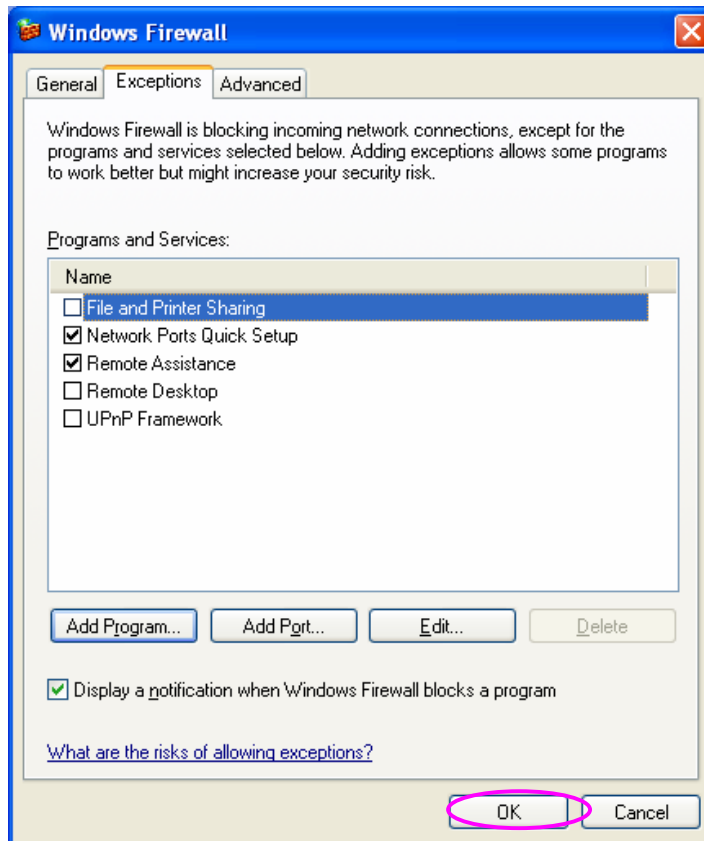 Windows Firewall
General Exceptions Advanced
Windows Firewall is blocking incoming network connections, except for the
programs and services selected below. Adding exceptions allows some programs
to work better but might increase your security risk.
Programs and Services:
Name
File and Printer Sharing
Network Ports Quick Setup
Remote Assistance
Remote Desktop
UPnP Framework
Add Program... Add Port... Edit... Delete
Display a notification when Windows Firewall blocks a program
What are the risks of allowing exceptions?
OK Cancel